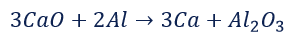 3CaO + 2Al → 3Ca + Al₂O₃